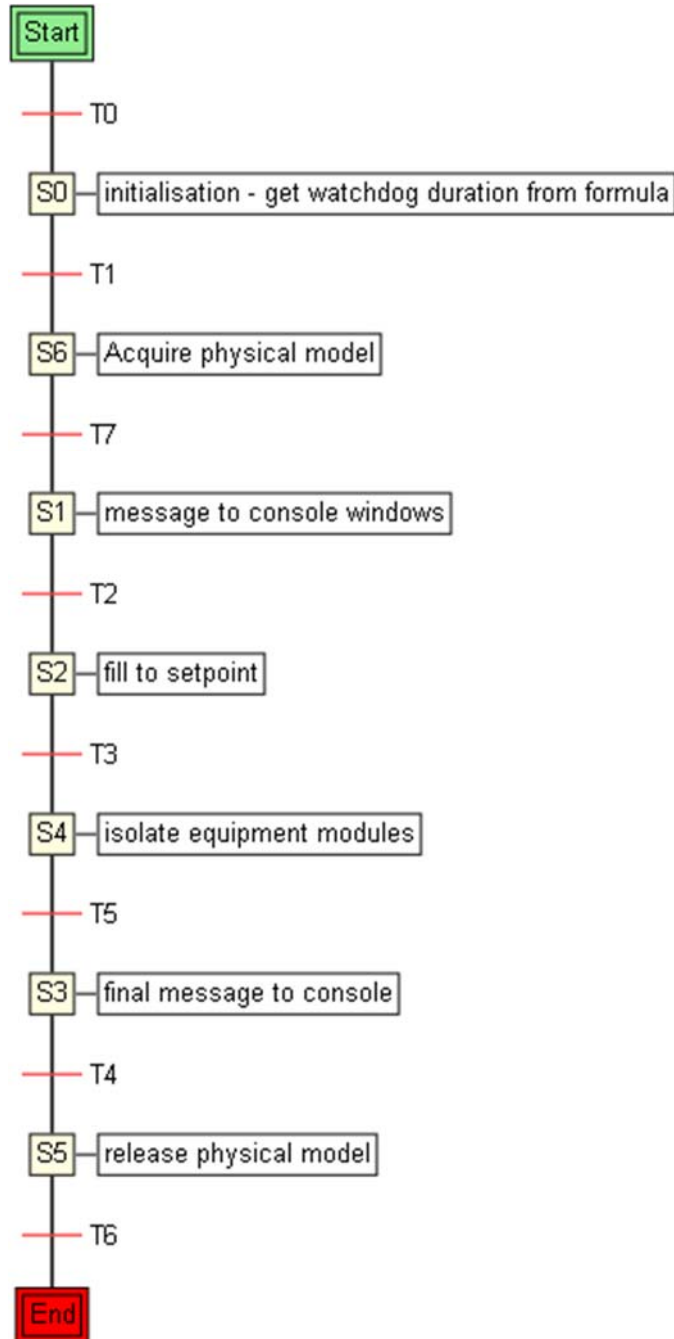 Start
T0
S0 initialisation - get watchdog duration from formula
T1
S6 Acquire physical model
T7
S1 message to console windows
T2
S2 fill to setpoint
T3
S4 isolate equipment modules
T5
S3 final message to console
T4
S5 release physical model
T6
End